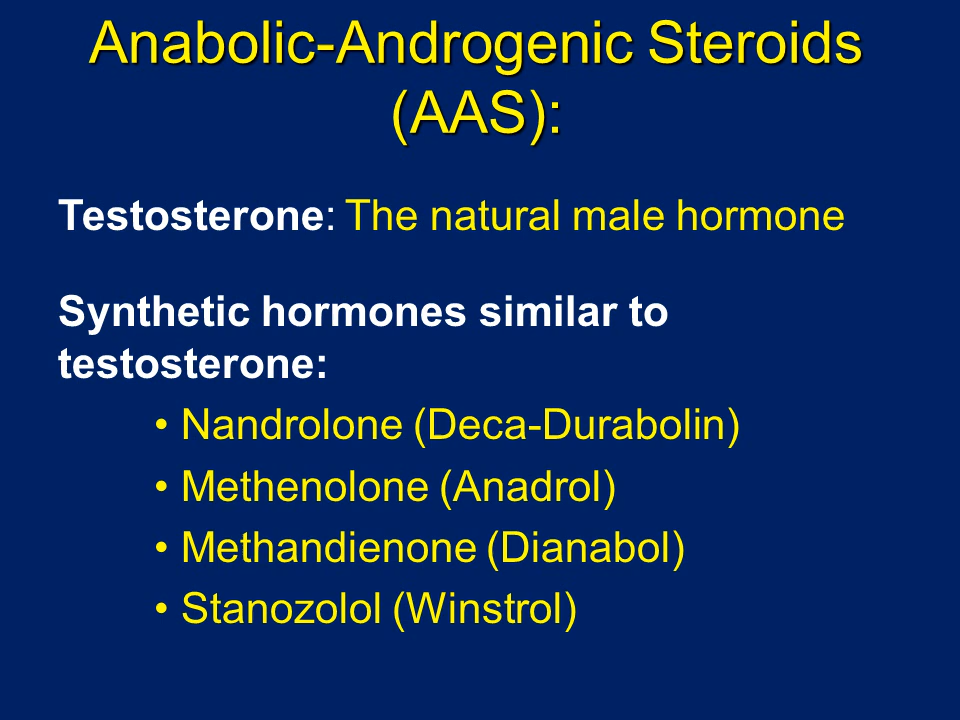 Anabolic-Androgenic Steroids
(AAS):
Testosterone: The natural male hormone
Synthetic hormones similar to
testosterone:
• Nandrolone (Deca-Durabolin)
• Methenolone (Anadrol)
• Methandienone (Dianabol)
• Stanozolol (Winstrol)